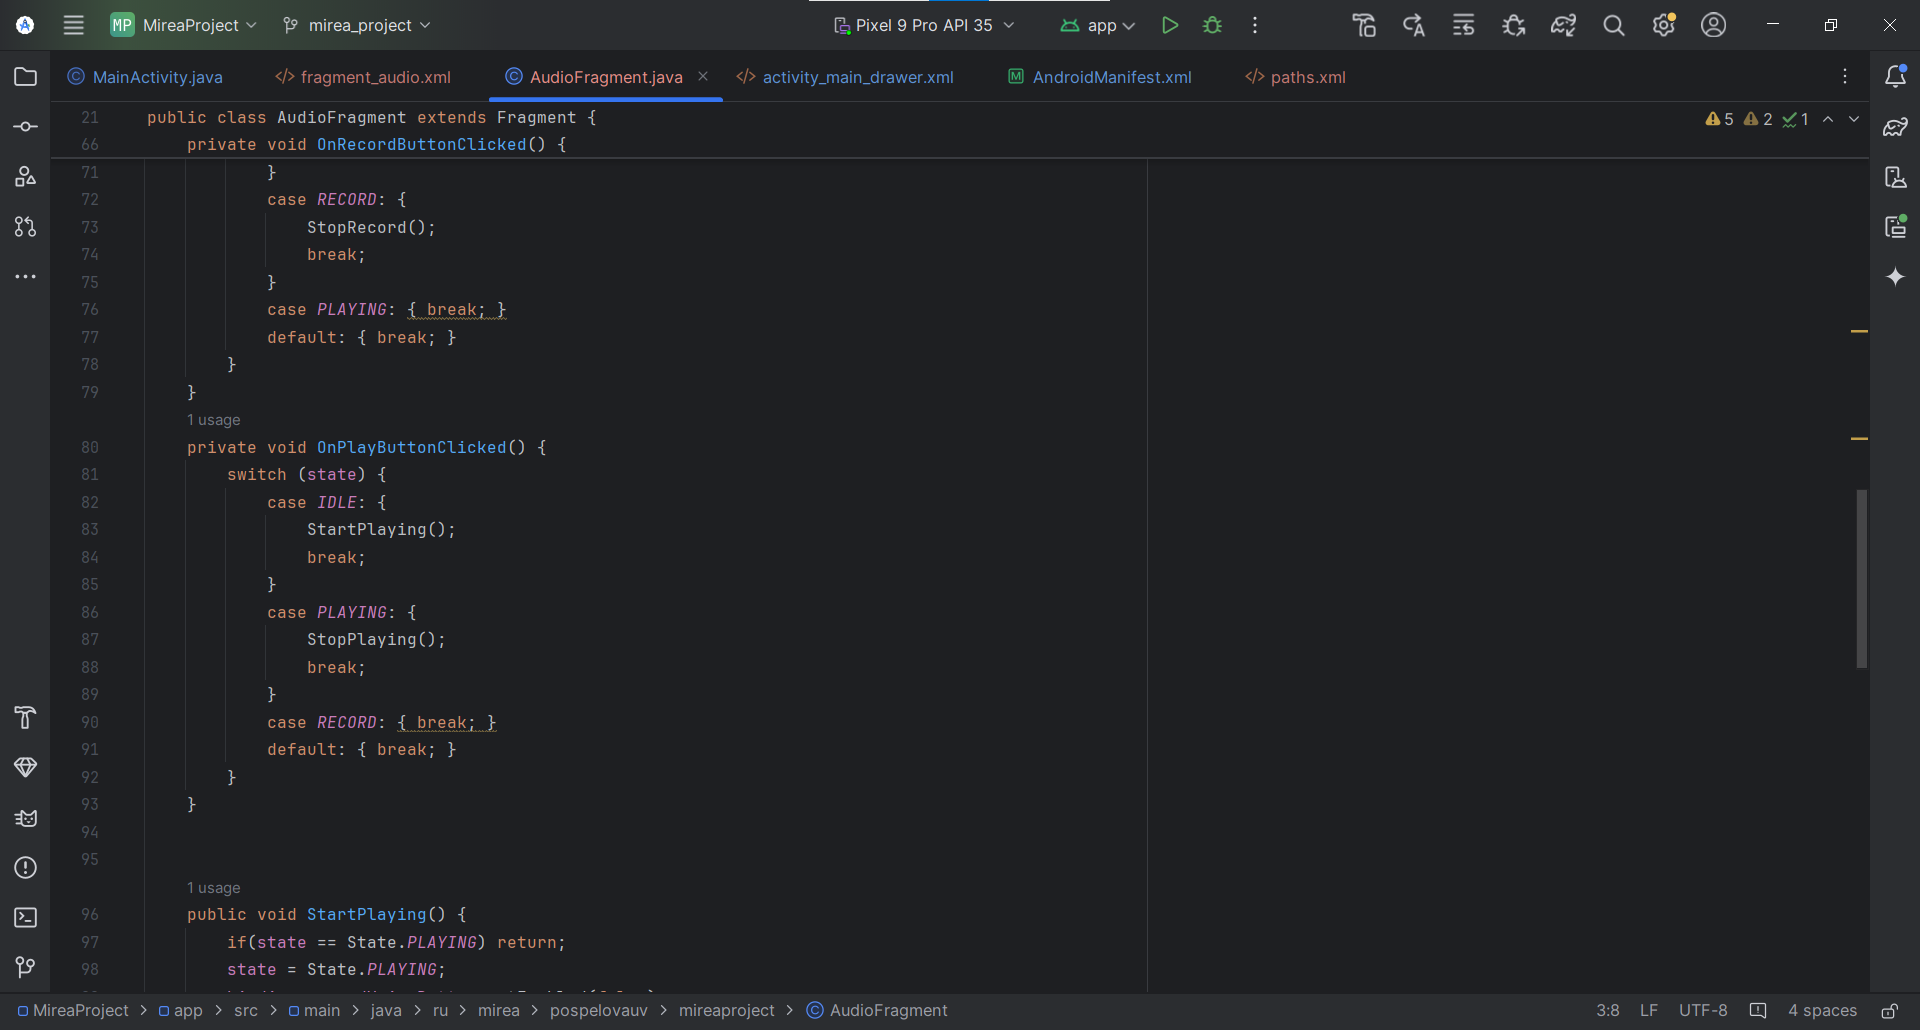 MP MireaProject mirea_project Pixel 9 Pro API 35 app
MainActivity.java fragment_audio.xml AudioFragment.java activity_main_drawer.xml AndroidManifest.xml paths.xml
21 public class AudioFragment extends Fragment {
5 2 1
66 private void OnRecordButtonClicked() {
71 }
72 case RECORD: {
73 StopRecord();
74 break;
75 }
76 case PLAYING: { break; }
77 default: { break; }
78 }
79 }
1 usage
80 private void OnPlayButtonClicked() {
81 switch (state) {
82 case IDLE: {
83 StartPlaying();
84 break;
85 }
86 case PLAYING: {
87 StopPlaying();
88 break;
89 }
90 case RECORD: { break; }
91 default: { break; }
92 }
93 }
94
95
1 usage
96 public void StartPlaying() {
97 if(state == State.PLAYING) return;
98 state = State.PLAYING;
MireaProject > app > src > main > java > ru > mirea > pospelovauv > mireaproject > AudioFragment 3:8 LF UTF-8 4 spaces